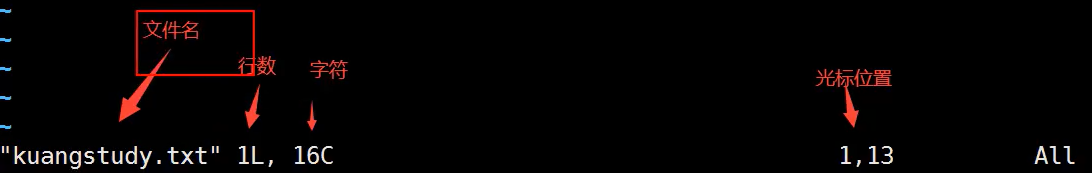 ~
~ 文件名
~ 行数 字符 光标位置
~
~
"kuangstudy.txt" 1L, 16C 1,13 All